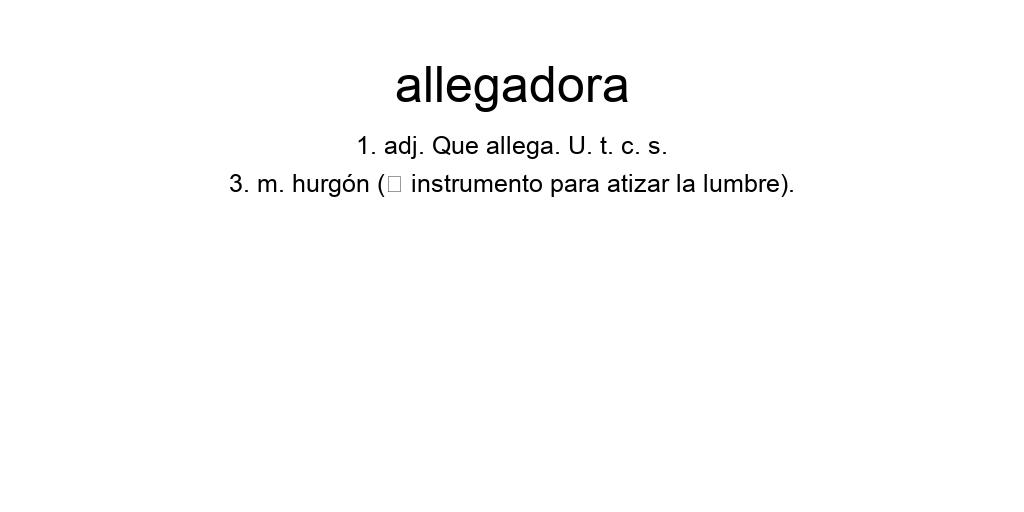 allegadora
1. adj. Que allega. U. t. c. s.
3. m. hurgón (▯ instrumento para atizar la lumbre).